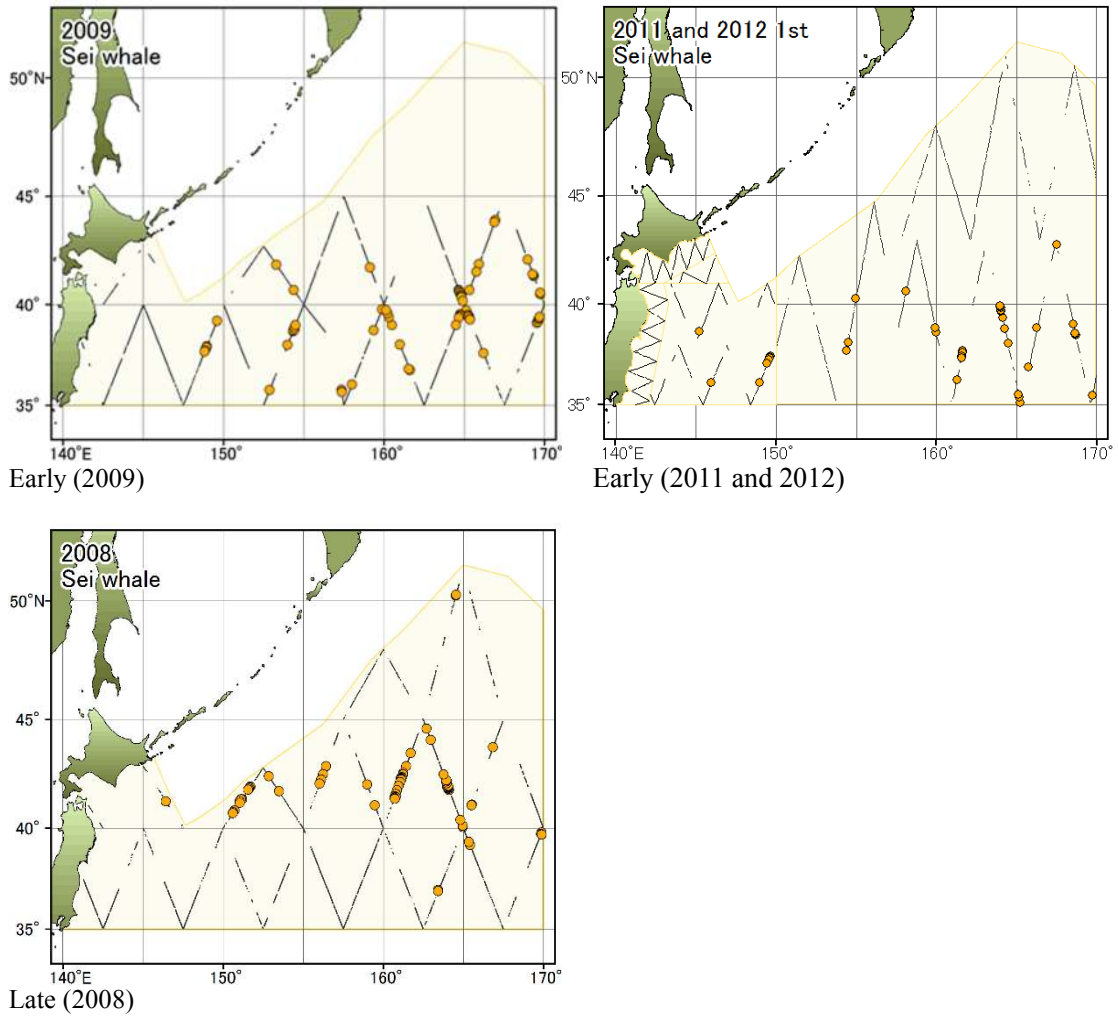 2009
Sei whale
50°N
45°
40°
35°
140°E
150°
160°
170°
Early (2009)
2011 and 2012 1st
Sei whale
50°N
45°
40°
35°
140°E
150°
160°
170°
Early (2011 and 2012)
2008
Sei whale
50°N
45°
40°
35°
140°E
150°
160°
170°
Late (2008)